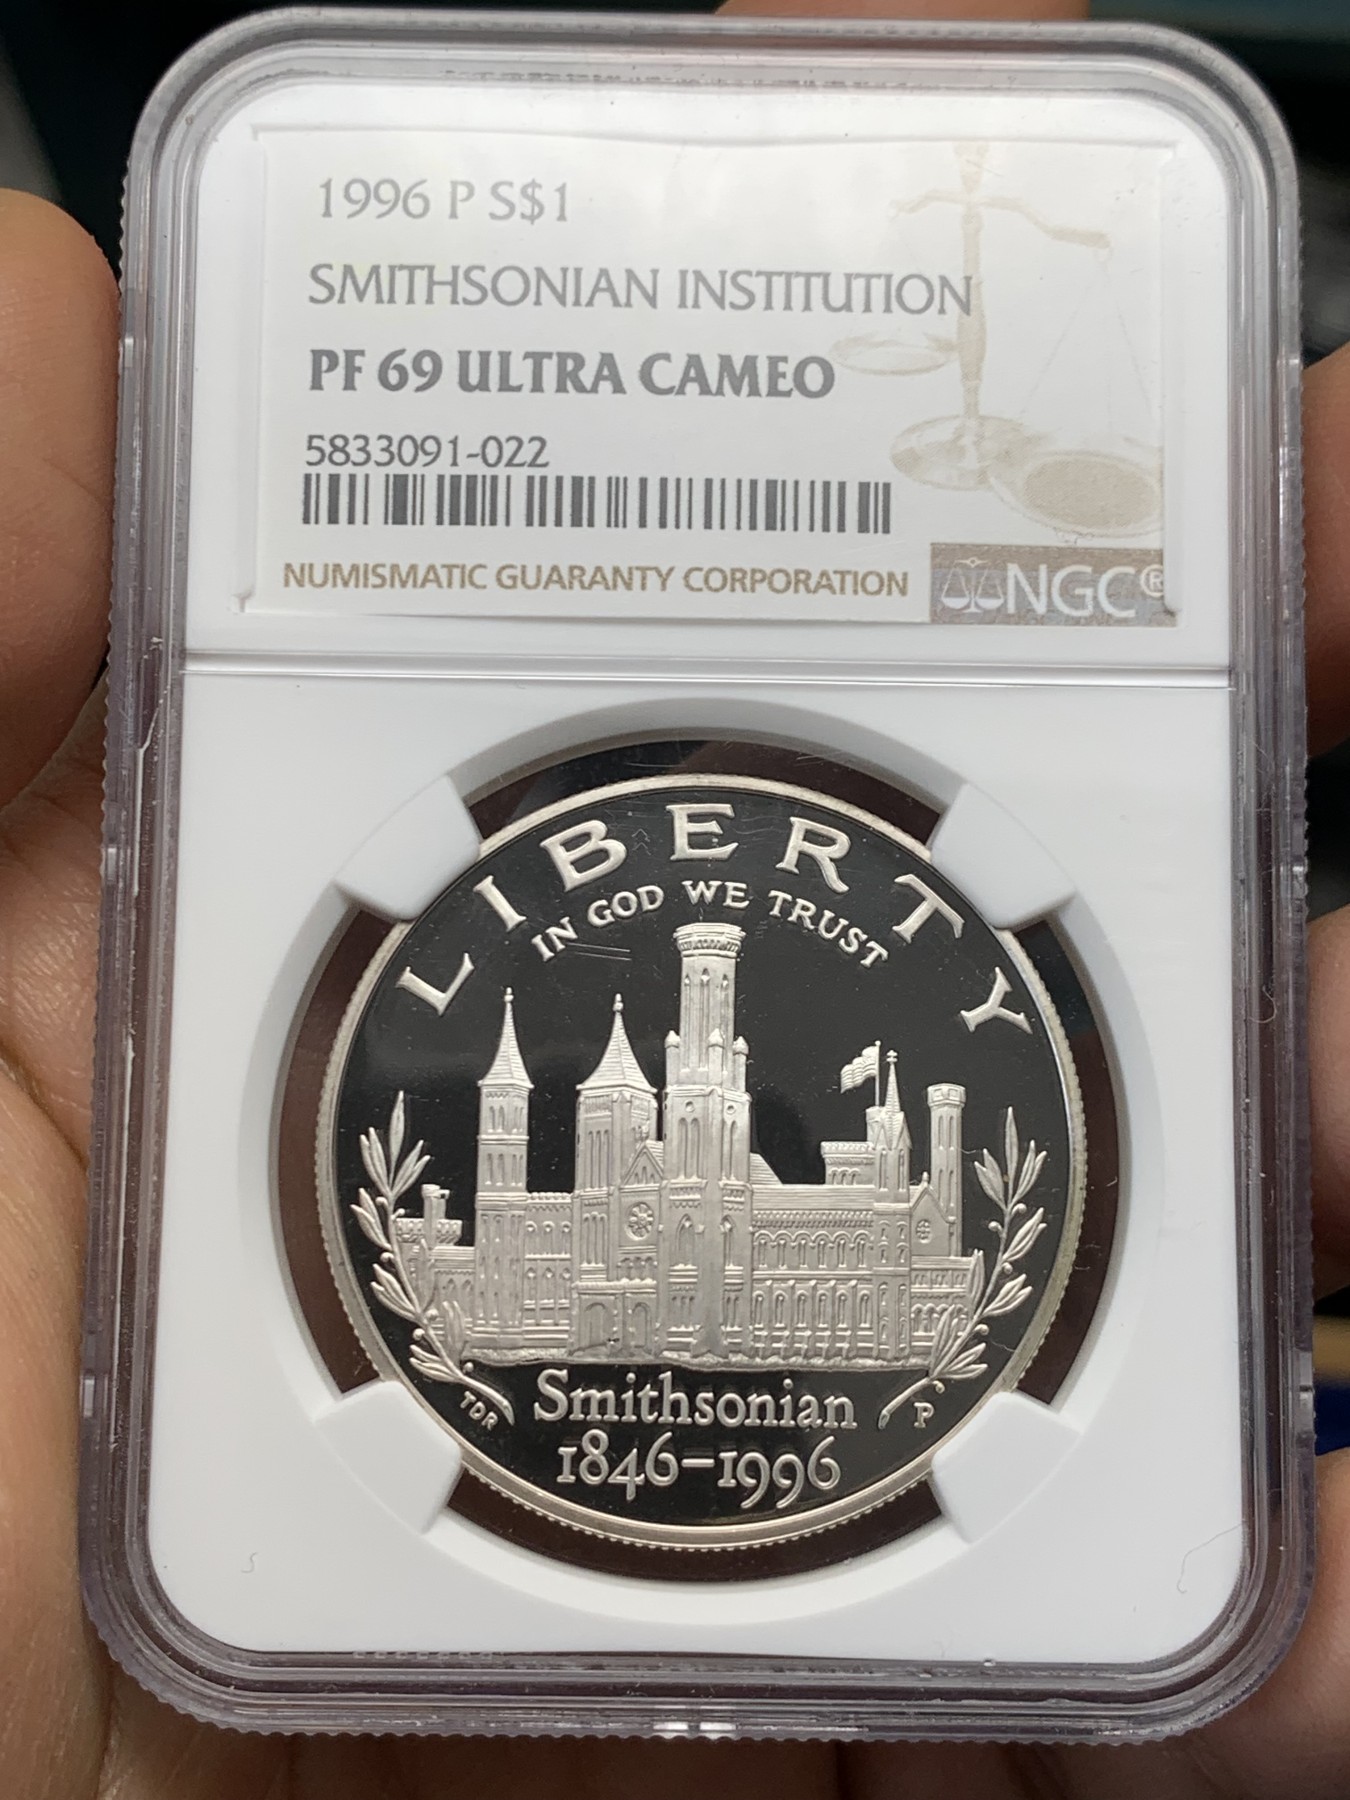 1996 P S$1
SMITHSONIAN INSTITUTION
PF 69 ULTRA CAMEO
5833091-022
NUMISMATIC GUARANTY CORPORATION
NGC®
LIBERTY
IN GOD WE TRUST
TDR
P
Smithsonian
1846-1996